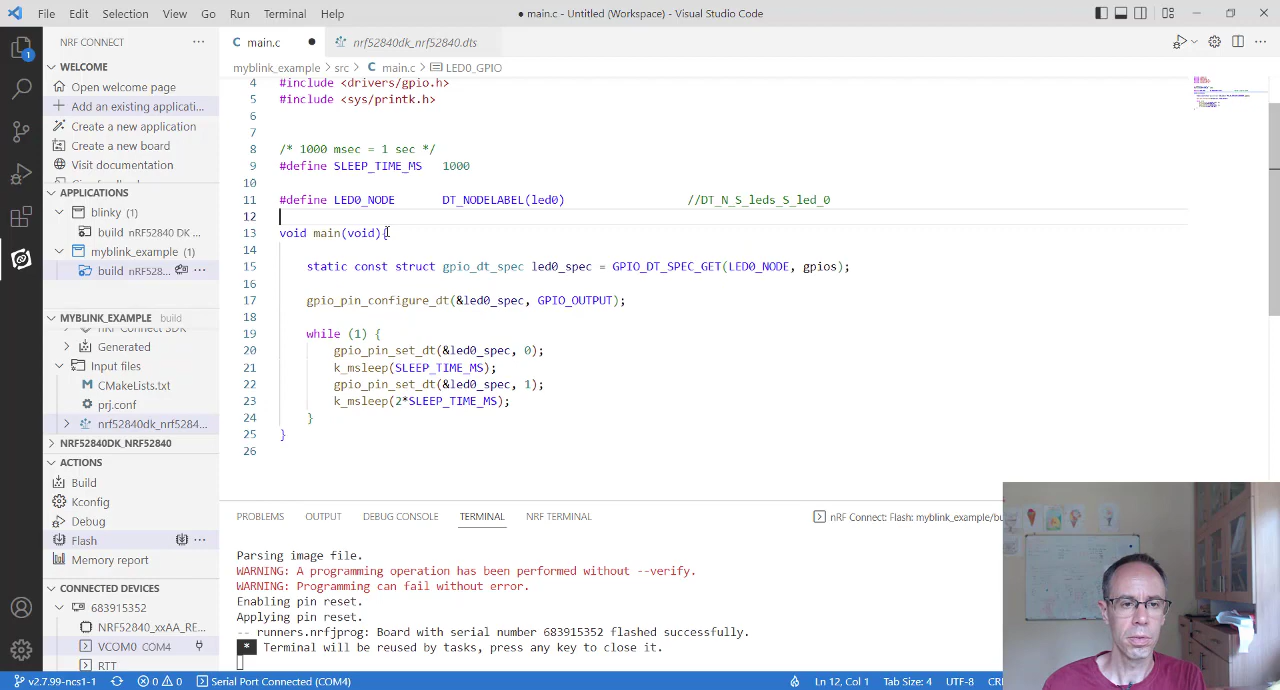 File Edit Selection View Go Run Terminal Help
● main.c - Untitled (Workspace) - Visual Studio Code
NRF CONNECT ...
WELCOME
Open welcome page
Add an existing applicati...
Create a new application
Create a new board
Visit documentation
APPLICATIONS
blinky (1)
build NRF52840 DK ...
myblink_example (1)
build nRF528... ...
MYBLINK_EXAMPLE build
nRF Connect SDK
Generated
Input files
CMakeLists.txt
prj.conf
nrf52840dk_nrf5284...
NRF52840DK_NRF52840
ACTIONS
Build
Kconfig
Debug
Flash ...
Memory report
CONNECTED DEVICES
683915352
NRF52840_xxAA_RE...
VCOM0 COM4
RTT
main.c ●
nrf52840dk_nrf52840.dts
myblink_example > src > C main.c > LED0_GPIO
4 #include <drivers/gpio.h>
5 #include <sys/printk.h>
6
7
8 /* 1000 msec = 1 sec */
9 #define SLEEP_TIME_MS 1000
10
11 #define LED0_NODE DT_NODELABEL(led0) //DT_N_S_leds_S_led_0
12
13 void main(void){
14
15 static const struct gpio_dt_spec led0_spec = GPIO_DT_SPEC_GET(LED0_NODE, gpios);
16
17 gpio_pin_configure_dt(&led0_spec, GPIO_OUTPUT);
18
19 while (1) {
20 gpio_pin_set_dt(&led0_spec, 0);
21 k_msleep(SLEEP_TIME_MS);
22 gpio_pin_set_dt(&led0_spec, 1);
23 k_msleep(2*SLEEP_TIME_MS);
24 }
25 }
26
PROBLEMS OUTPUT DEBUG CONSOLE TERMINAL NRF TERMINAL
nRF Connect: Flash: myblink_example/bu
Parsing image file.
WARNING: A programming operation has been performed without --verify.
WARNING: Programming can fail without error.
Enabling pin reset.
Applying pin reset.
-- runners.nrfjprog: Board with serial number 683915352 flashed successfully.
* Terminal will be reused by tasks, press any key to close it.
v2.7.99-ncs1-1 0 0 Serial Port Connected (COM4)
Ln 12, Col 1 Tab Size: 4 UTF-8 CR